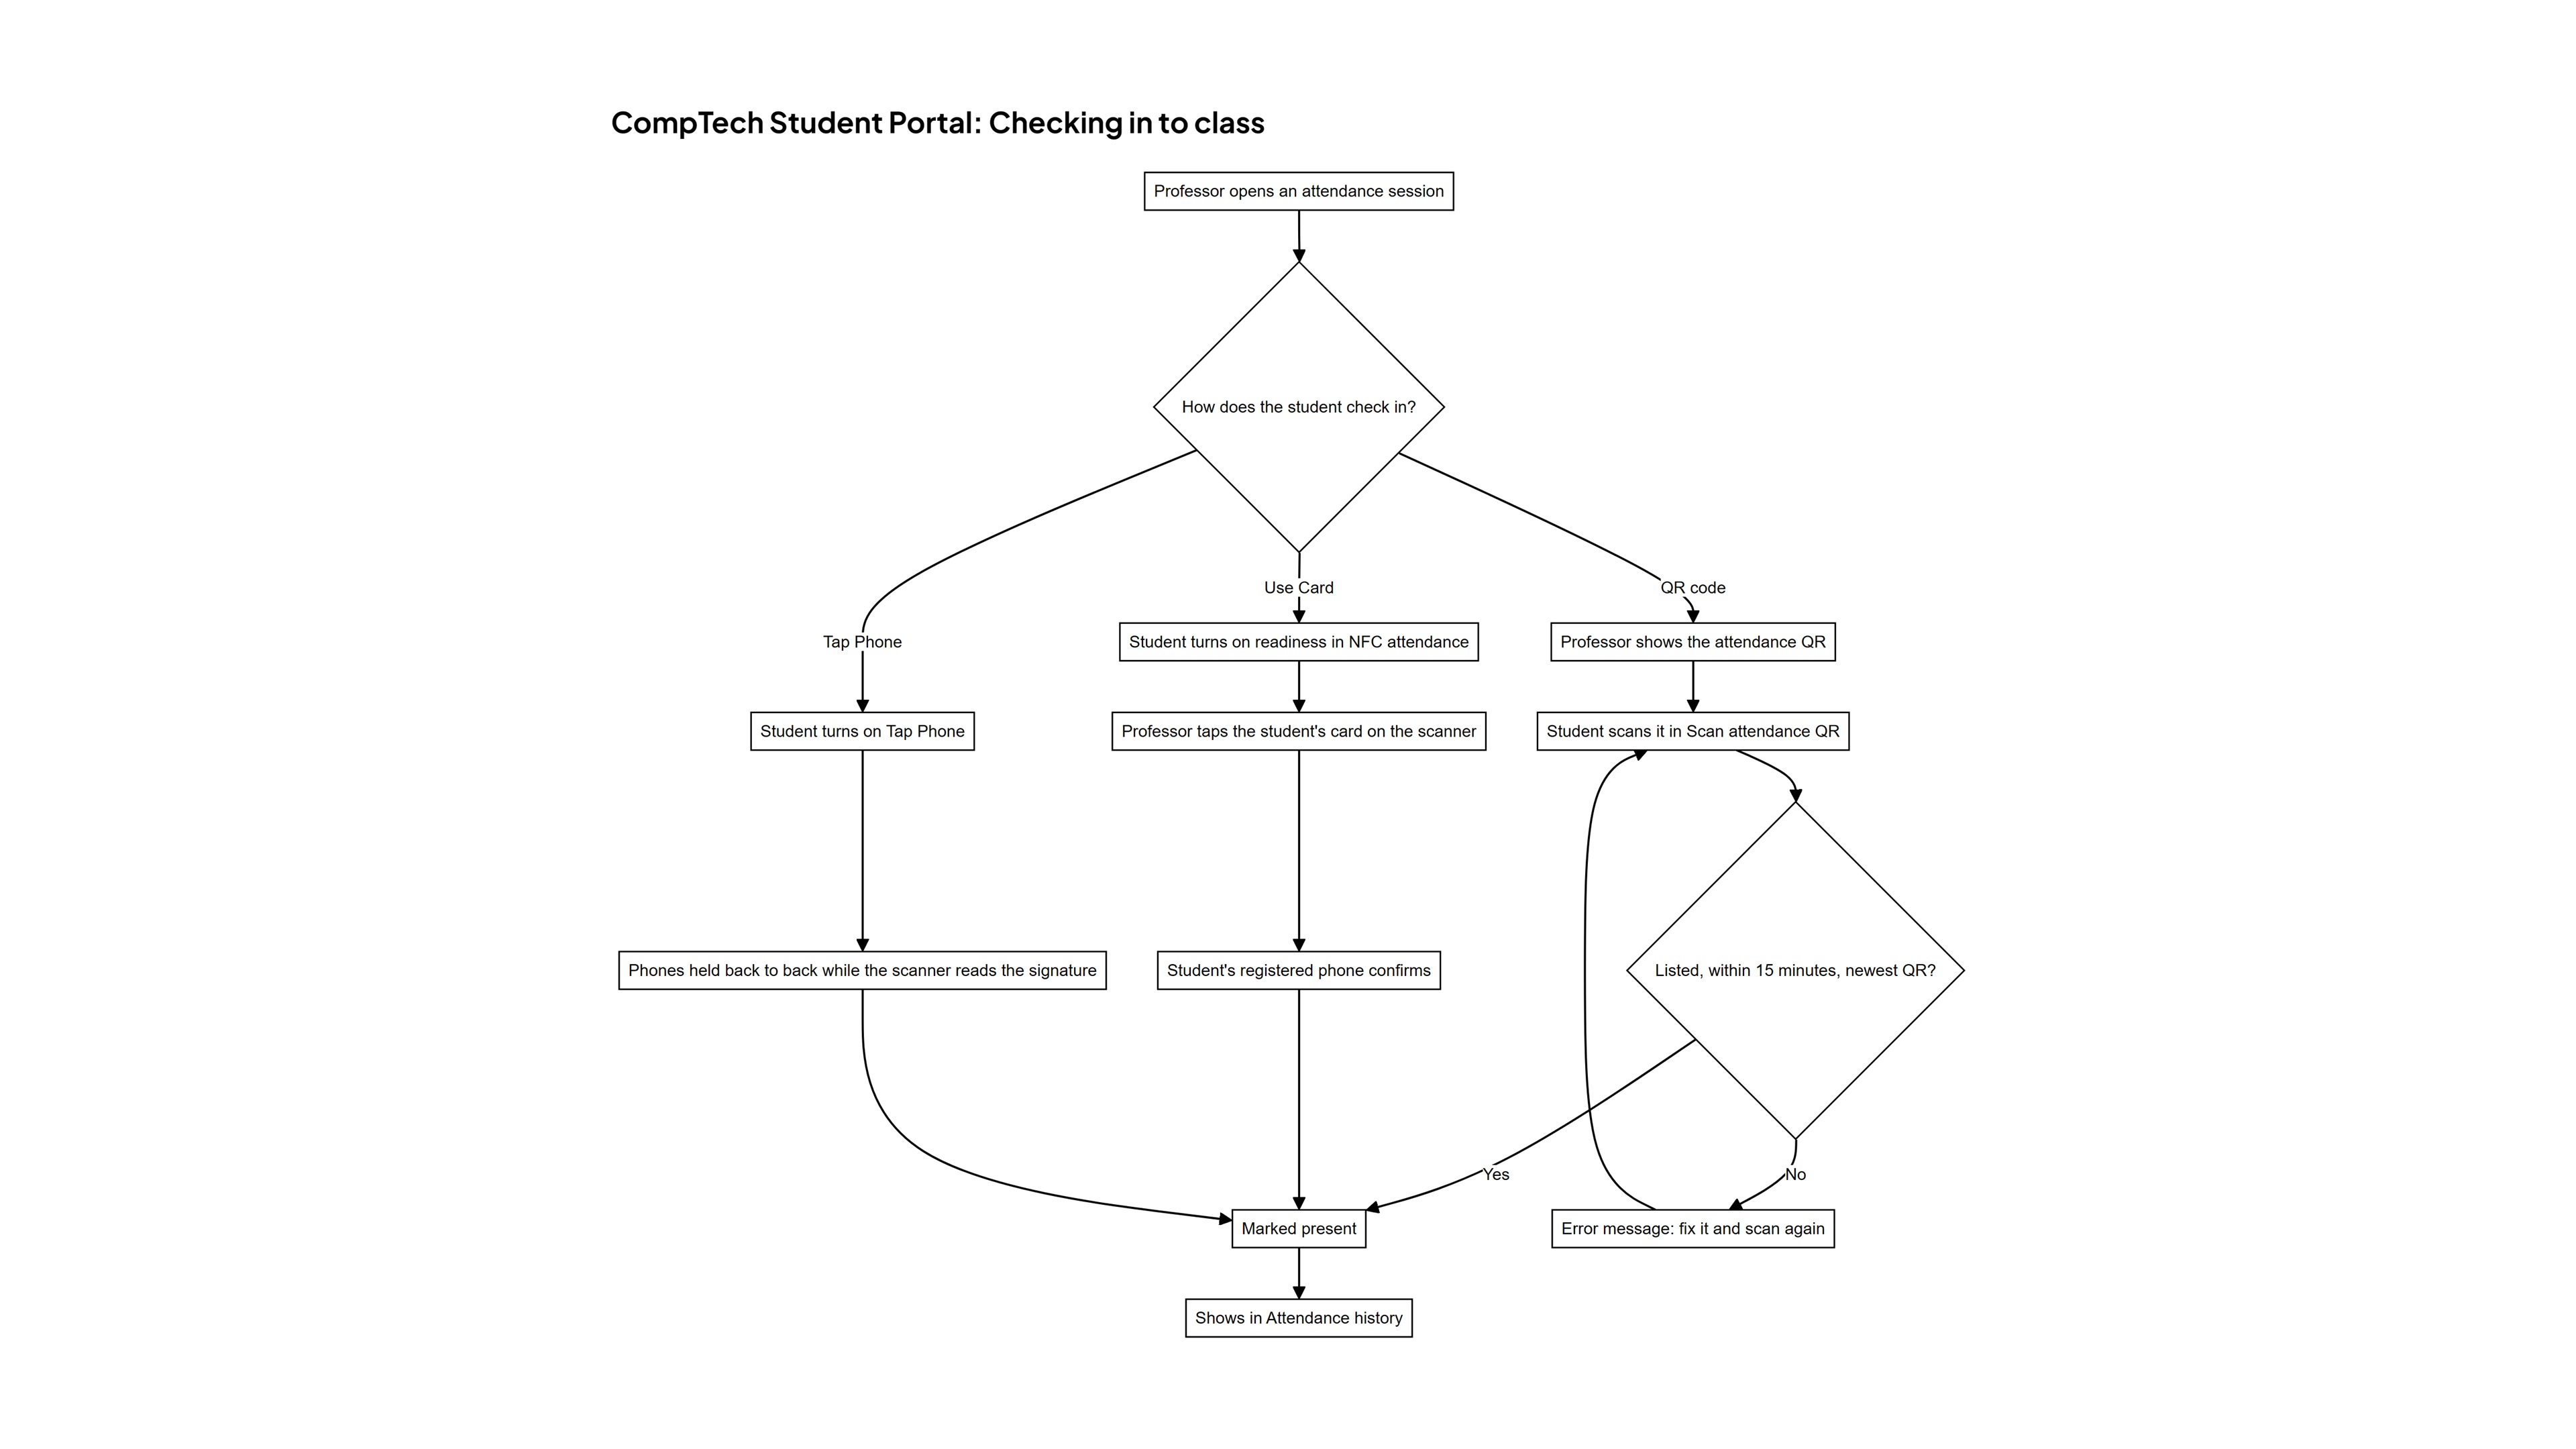 CompTech Student Portal: Checking in to class
Professor opens an attendance session
How does the student check in?
Use Card
QR code
Tap Phone
Student turns on readiness in NFC attendance
Professor shows the attendance QR
Student turns on Tap Phone
Professor taps the student's card on the scanner
Student scans it in Scan attendance QR
Phones held back to back while the scanner reads the signature
Student's registered phone confirms
Listed, within 15 minutes, newest QR?
Yes
No
Marked present
Error message: fix it and scan again
Shows in Attendance history